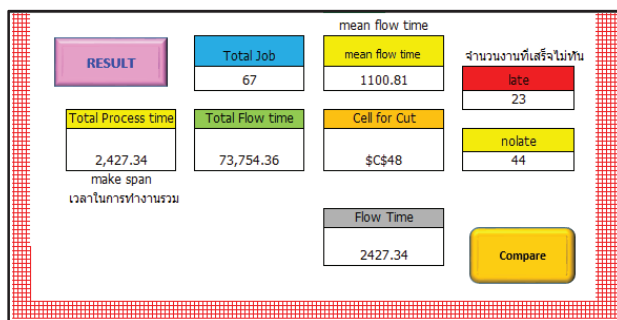 mean flow time
RESULT
Total Job
67
mean flow time
1100.81
จำนวนงานที่เสร็จไม่ทัน
late
23
Total Process time
2,427.34
make span
เวลาในการทำงานรวม
Total Flow time
73,754.36
Cell for Cut
$C$48
nolate
44
Flow Time
2427.34
Compare